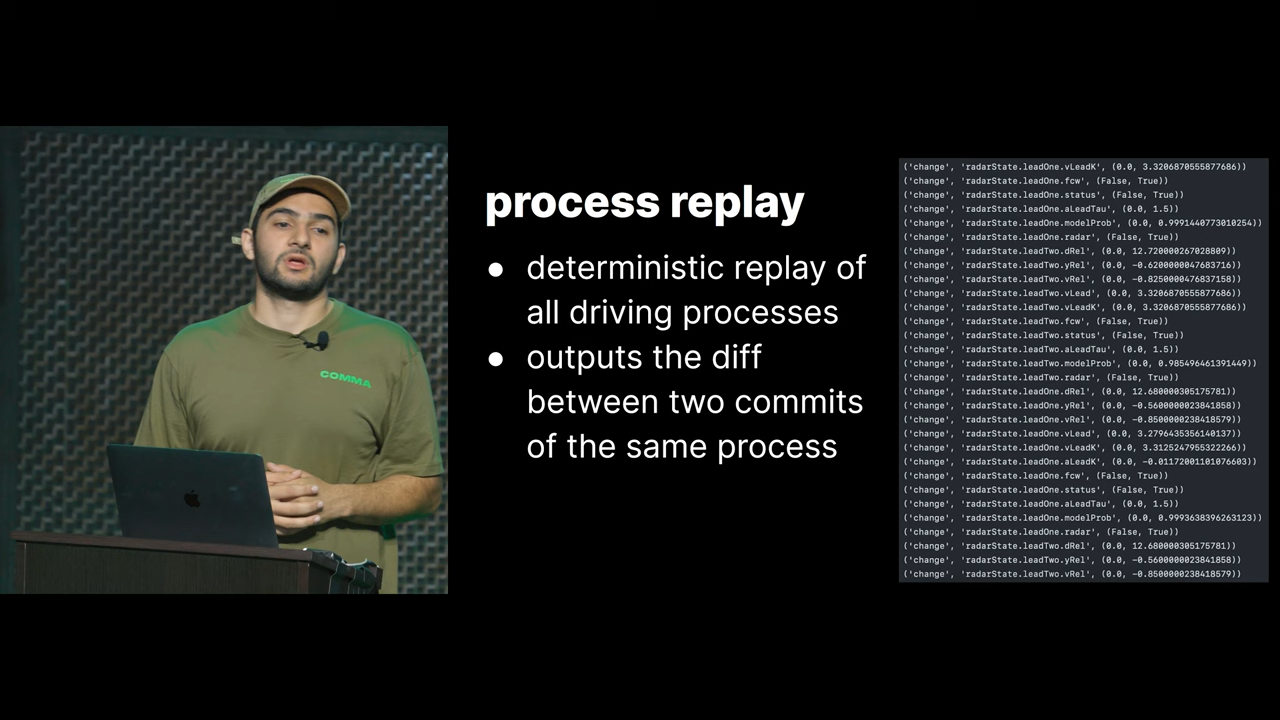 COMMA
process replay
● deterministic replay of
all driving processes
● outputs the diff
between two commits
of the same process
('change', 'radarState.leadOne.vLeadK', (0.0, 3.3206870555877686))
('change', 'radarState.leadOne.fcw', (False, True))
('change', 'radarState.leadOne.status', (False, True))
('change', 'radarState.leadOne.aLeadTau', (0.0, 1.5))
('change', 'radarState.leadOne.modelProb', (0.0, 0.9991440773010254))
('change', 'radarState.leadOne.radar', (False, True))
('change', 'radarState.leadTwo.dRel', (0.0, 12.720000267028809))
('change', 'radarState.leadTwo.yRel', (0.0, -0.6200000047683716))
('change', 'radarState.leadTwo.vRel', (0.0, -0.8250000476837158))
('change', 'radarState.leadTwo.vLead', (0.0, 3.3206870555877686))
('change', 'radarState.leadTwo.vLeadK', (0.0, 3.3206870555877686))
('change', 'radarState.leadTwo.fcw', (False, True))
('change', 'radarState.leadTwo.status', (False, True))
('change', 'radarState.leadTwo.aLeadTau', (0.0, 1.5))
('change', 'radarState.leadTwo.modelProb', (0.0, 0.985496461391449))
('change', 'radarState.leadTwo.radar', (False, True))
('change', 'radarState.leadOne.dRel', (0.0, 12.680000305175781))
('change', 'radarState.leadOne.yRel', (0.0, -0.5600000023841858))
('change', 'radarState.leadOne.vRel', (0.0, -0.8500000238418579))
('change', 'radarState.leadOne.vLead', (0.0, 3.2796435356140137))
('change', 'radarState.leadOne.vLeadK', (0.0, 3.3125247955322266))
('change', 'radarState.leadOne.aLeadK', (0.0, -0.01172001101076603))
('change', 'radarState.leadOne.fcw', (False, True))
('change', 'radarState.leadOne.status', (False, True))
('change', 'radarState.leadOne.aLeadTau', (0.0, 1.5))
('change', 'radarState.leadOne.modelProb', (0.0, 0.9993638396263123))
('change', 'radarState.leadOne.radar', (False, True))
('change', 'radarState.leadTwo.dRel', (0.0, 12.680000305175781))
('change', 'radarState.leadTwo.yRel', (0.0, -0.5600000023841858))
('change', 'radarState.leadTwo.vRel', (0.0, -0.8500000238418579))